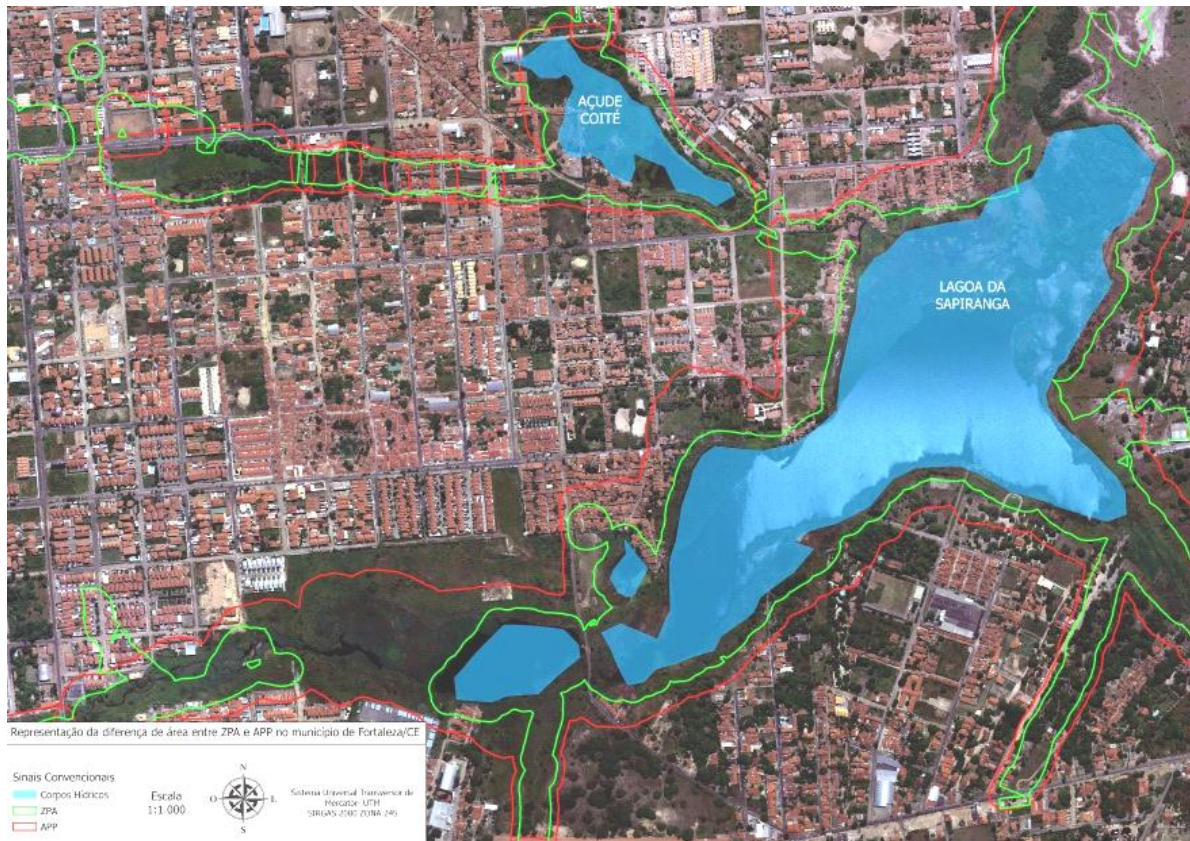 AÇUDE
COITÉ
LAGOA DA
SAPIRANGA
Representação da diferença de área entre ZPA e APP no município de Fortaleza/CE
Sinais Convencionais
Corpos Hídricos
ZPA
APP
Escala
1:1.000
N
O
L
S
Sistema Universal Transversor de
Mercator- UTM
SIRGAS 2000 ZONA 24S